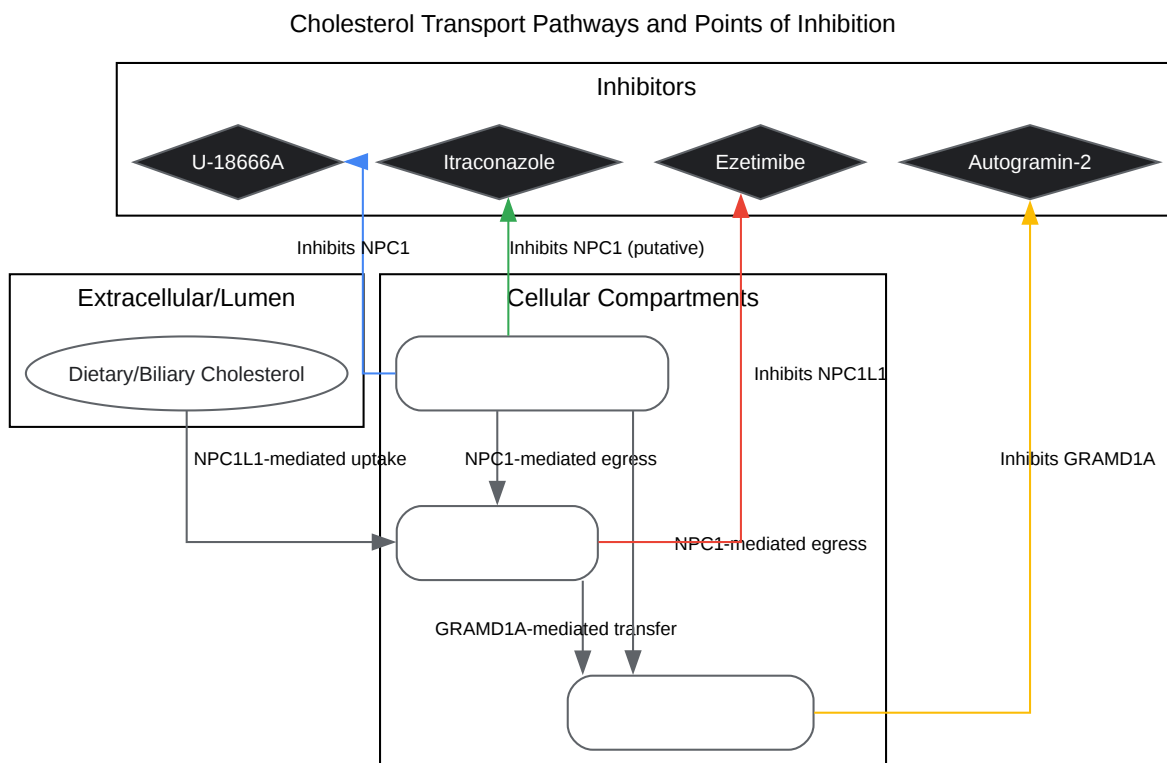 Cholesterol Transport Pathways and Points of Inhibition
Inhibitors
U-18666A
Itraconazole
Ezetimibe
Autogramin-2
Inhibits NPC1
Inhibits NPC1 (putative)
Extracellular/Lumen
Cellular Compartments
Dietary/Biliary Cholesterol
Inhibits NPC1L1
NPC1L1-mediated uptake
NPC1-mediated egress
Inhibits GRAMD1A
NPC1-mediated egress
GRAMD1A-mediated transfer